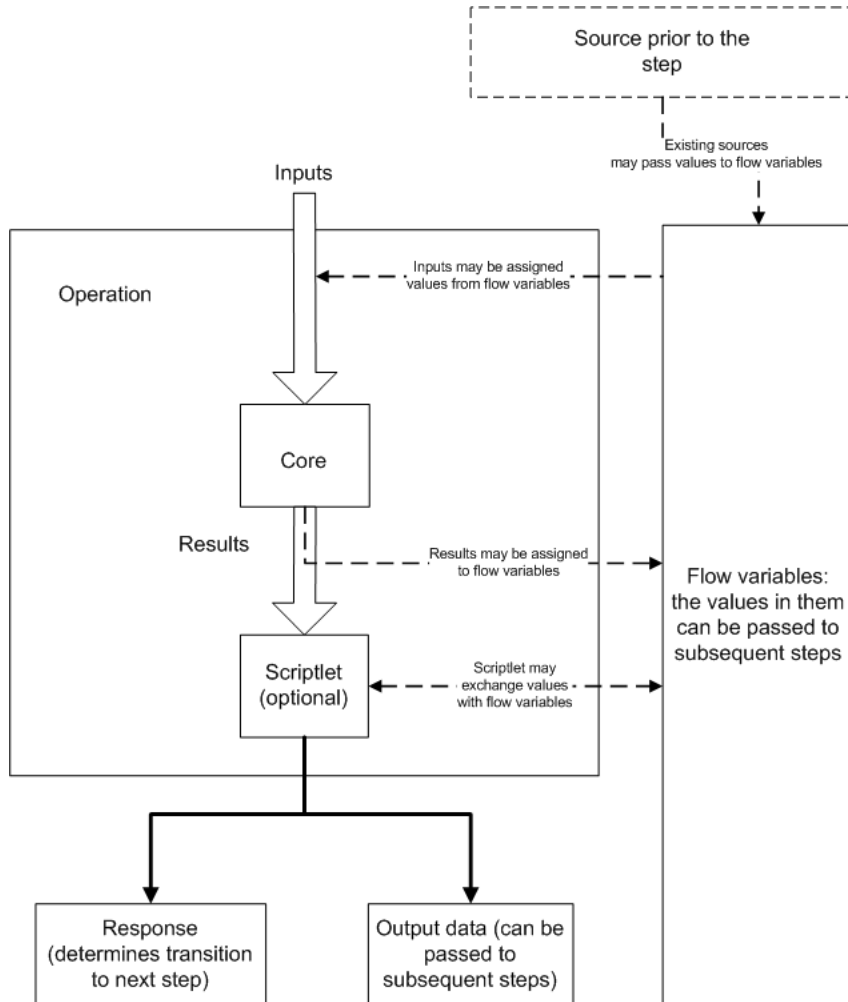 Source prior to the
step
Existing sources
may pass values to flow variables
Inputs
Operation
Inputs may be assigned
values from flow variables
Core
Results
Results may be assigned
to flow variables
Flow variables:
the values in them
can be passed to
subsequent steps
Scriptlet
(optional)
Scriptlet may
exchange values
with flow variables
Response
(determines transition
to next step)
Output data (can be
passed to
subsequent steps)